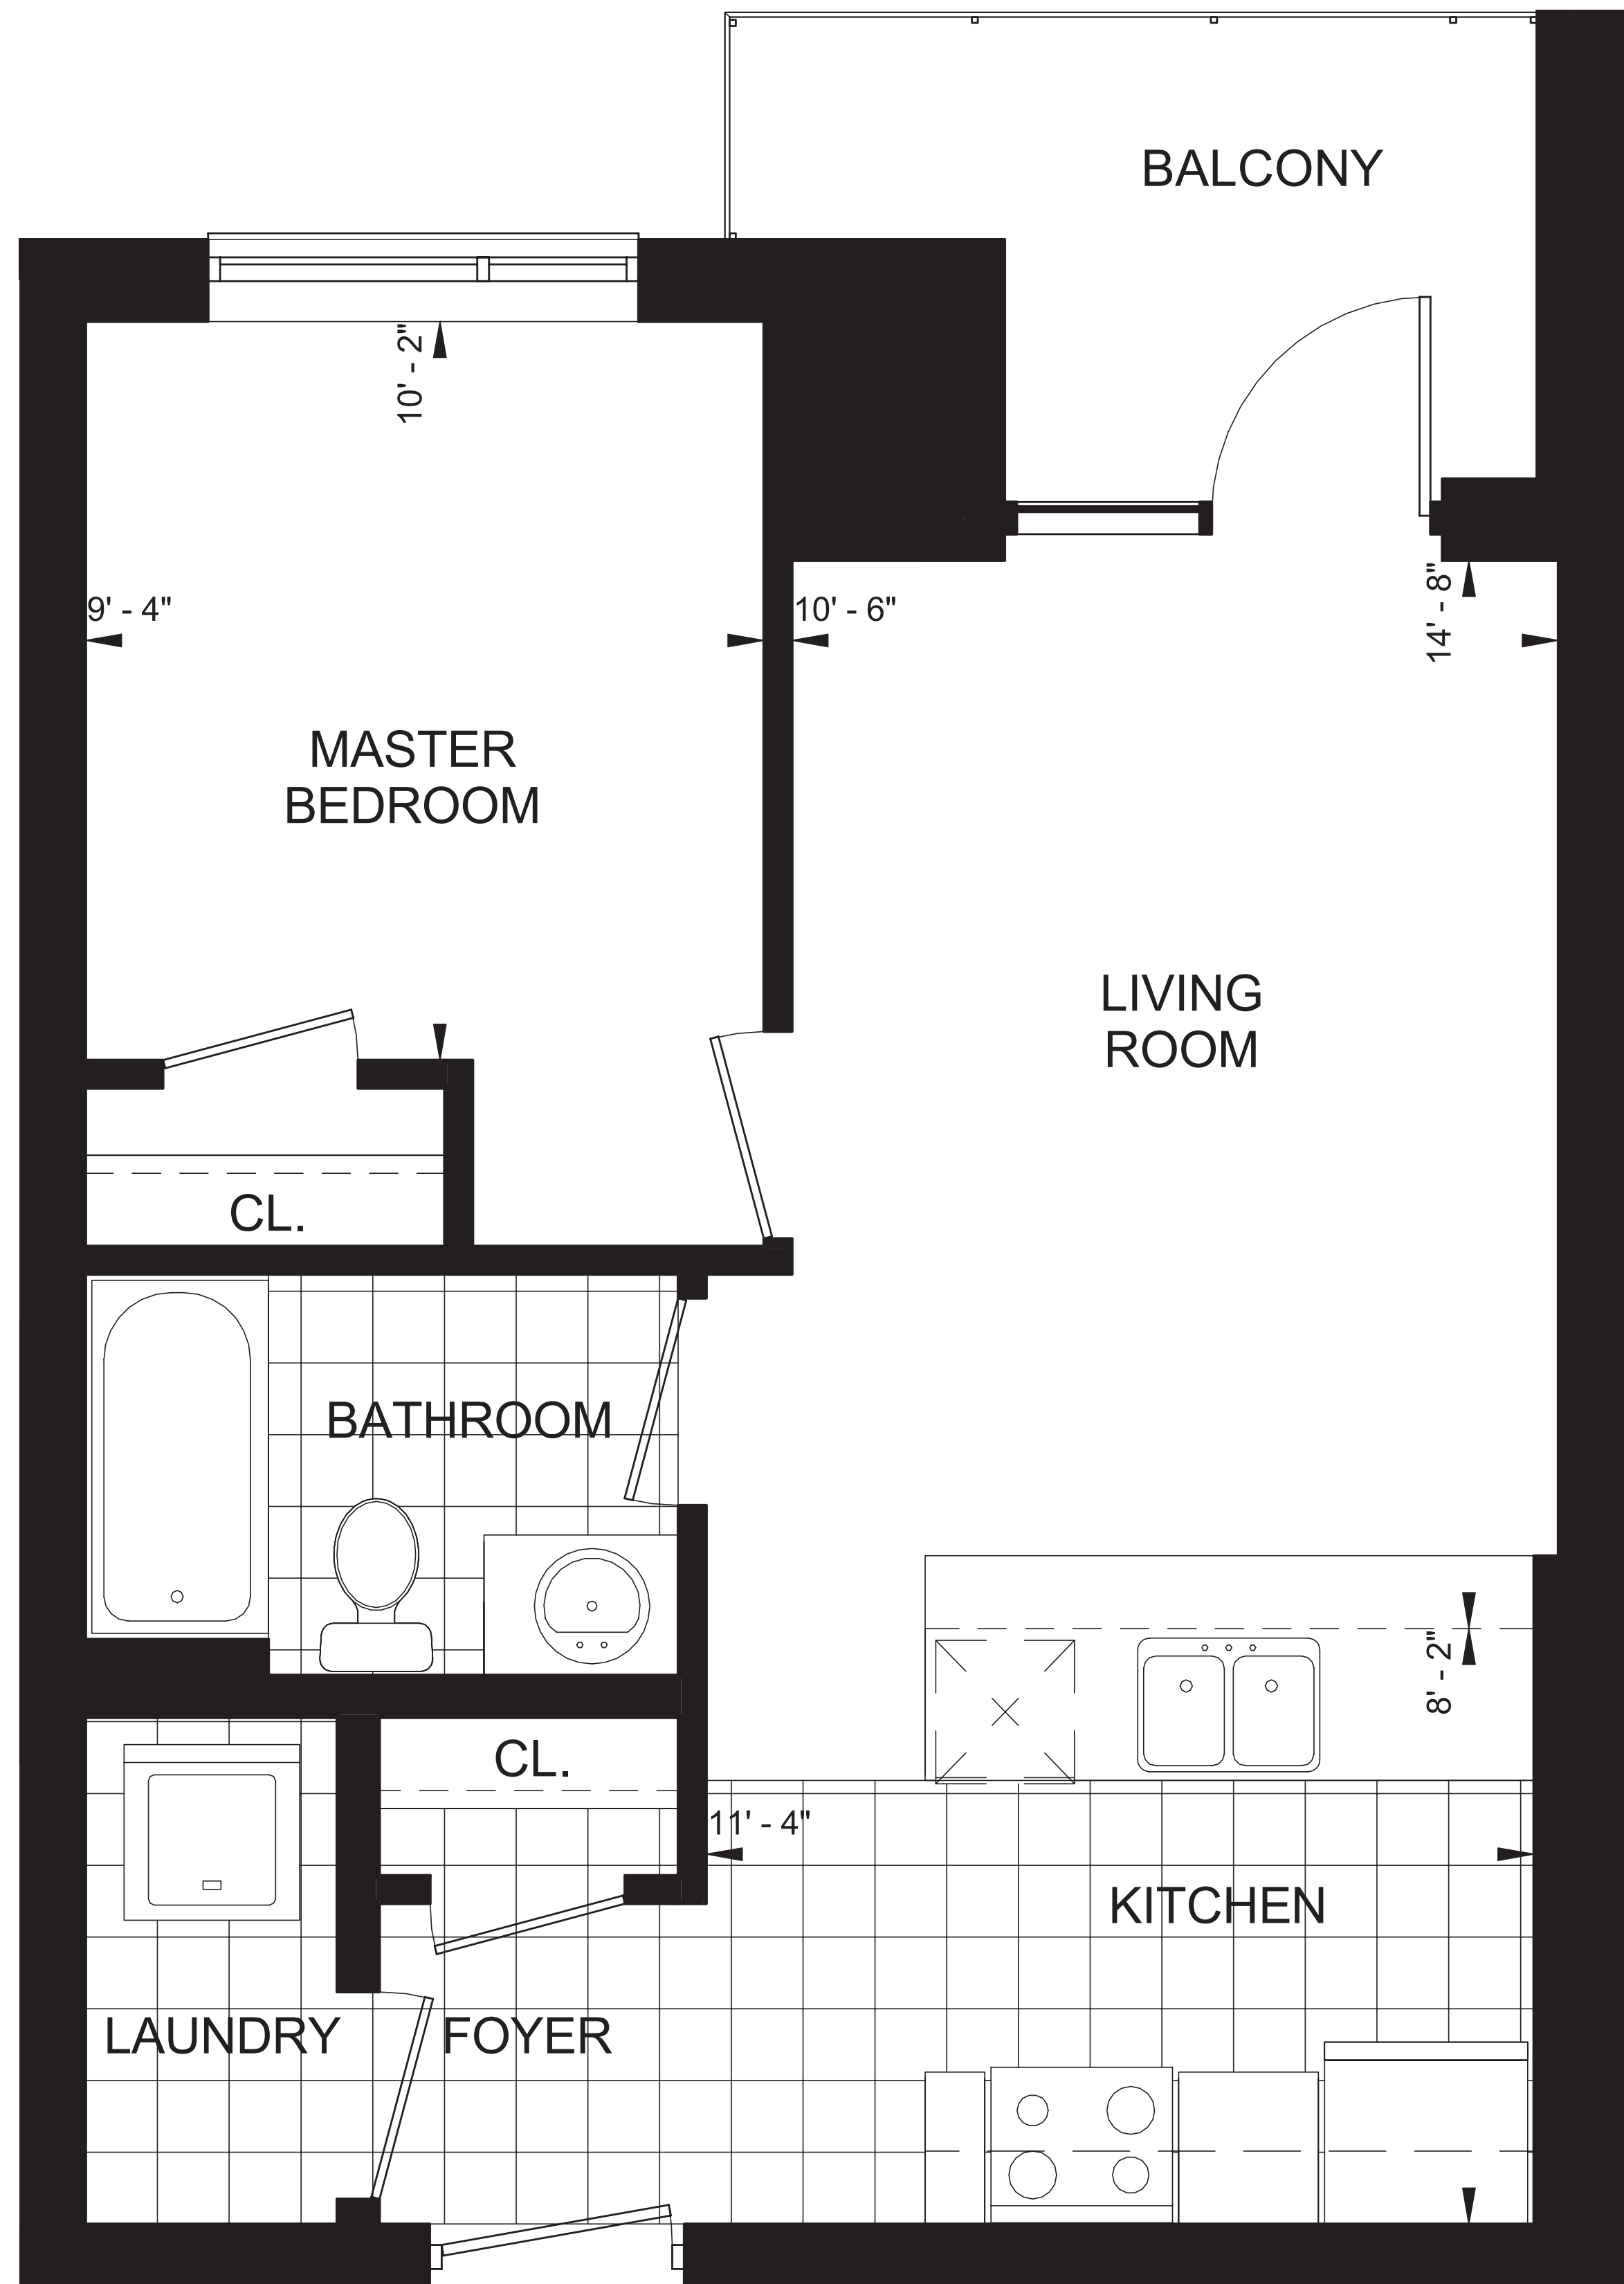 BALCONY
10' - 2"
9' - 4"
10' - 6"
14' - 8"
MASTER
BEDROOM
LIVING
ROOM
CL.
BATHROOM
8' - 2"
CL.
11' - 4"
KITCHEN
LAUNDRY
FOYER